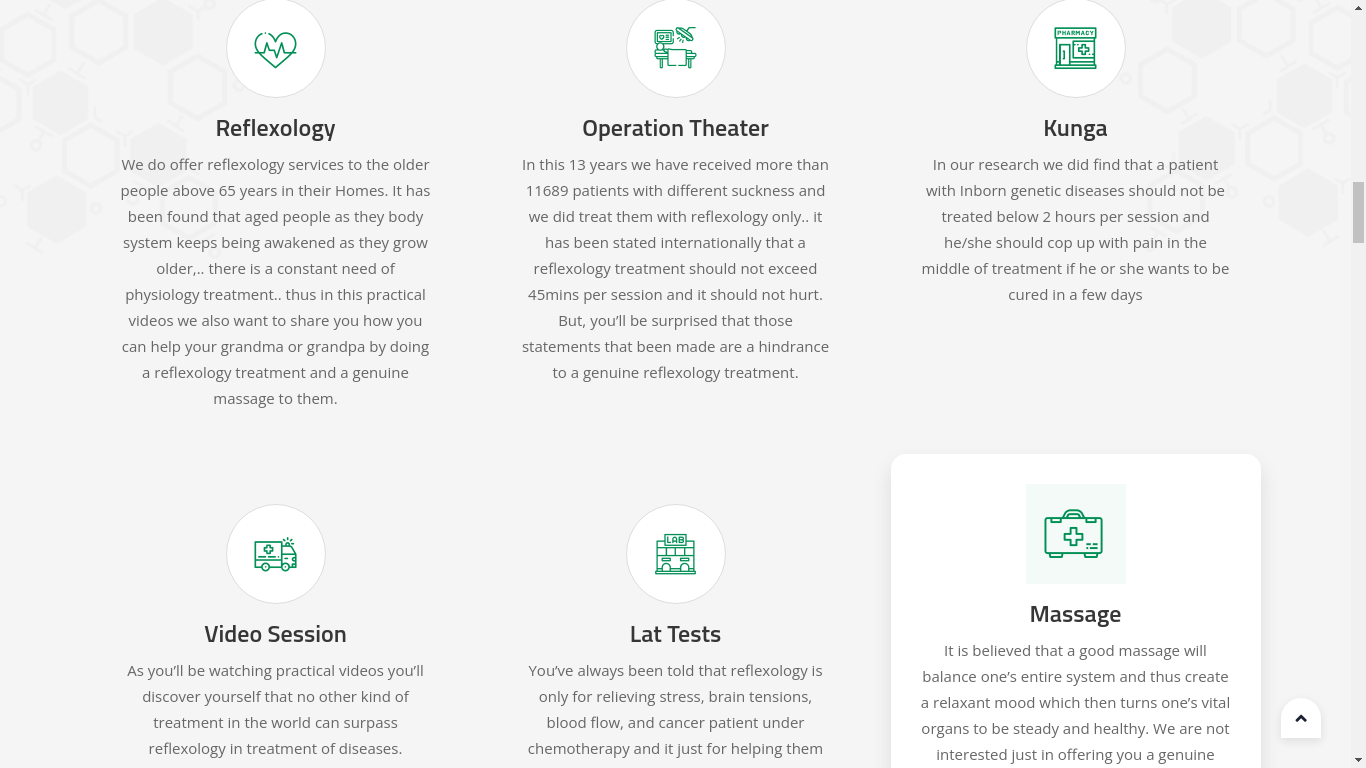 PHARMACY
Reflexology
We do offer reflexology services to the older
people above 65 years in their Homes. It has
been found that aged people as they body
system keeps being awakened as they grow
older,.. there is a constant need of
physiology treatment.. thus in this practical
videos we also want to share you how you
can help your grandma or grandpa by doing
a reflexology treatment and a genuine
massage to them.
Operation Theater
In this 13 years we have received more than
11689 patients with different suckness and
we did treat them with reflexology only.. it
has been stated internationally that a
reflexology treatment should not exceed
45mins per session and it should not hurt.
But, you’ll be surprised that those
statements that been made are a hindrance
to a genuine reflexology treatment.
Kunga
In our research we did find that a patient
with Inborn genetic diseases should not be
treated below 2 hours per session and
he/she should cop up with pain in the
middle of treatment if he or she wants to be
cured in a few days
Video Session
As you’ll be watching practical videos you’ll
discover yourself that no other kind of
treatment in the world can surpass
reflexology in treatment of diseases.
LAB
Lat Tests
You’ve always been told that reflexology is
only for relieving stress, brain tensions,
blood flow, and cancer patient under
chemotherapy and it just for helping them
Massage
It is believed that a good massage will
balance one’s entire system and thus create
a relaxant mood which then turns one’s vital
organs to be steady and healthy. We are not
interested just in offering you a genuine